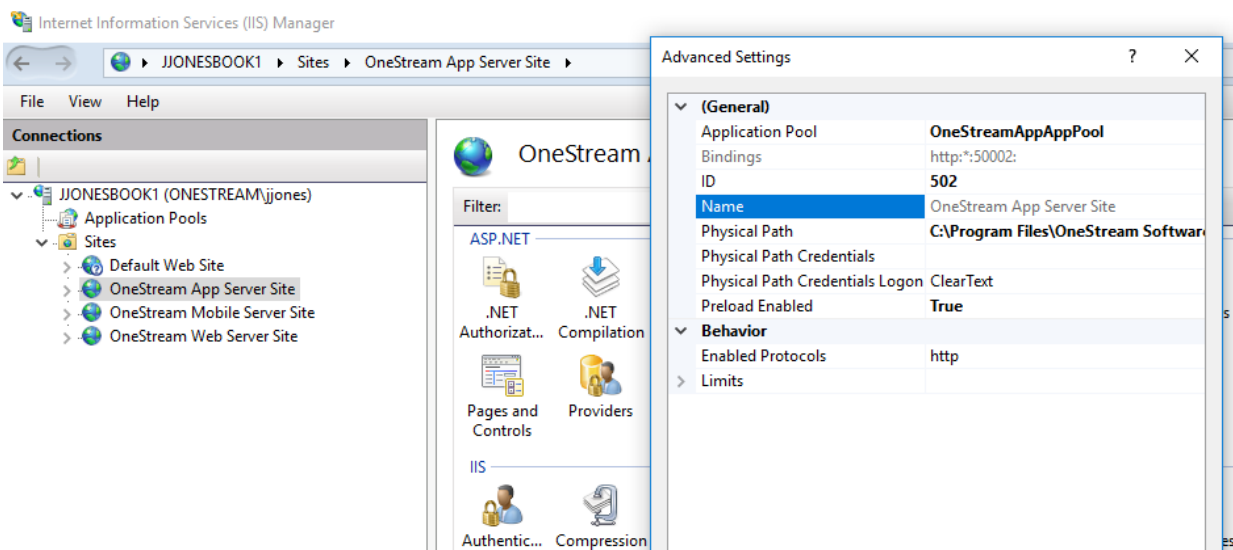 Internet Information Services (IIS) Manager
JJONESBOOK1 Sites OneStream App Server Site
File View Help
Connections
JJONESBOOK1 (ONESTREAM\jjones)
Application Pools
Sites
Default Web Site
OneStream App Server Site
OneStream Mobile Server Site
OneStream Web Server Site
OneStream
Filter:
ASP.NET
.NET Authorizat...
.NET Compilation
Pages and Controls
Providers
IIS
Authentic...
Compression
Advanced Settings ?
(General)
Application Pool OneStreamAppAppPool
Bindings http:*:50002:
ID 502
Name OneStream App Server Site
Physical Path C:\Program Files\OneStream Software
Physical Path Credentials
Physical Path Credentials Logon ClearText
Preload Enabled True
Behavior
Enabled Protocols http
Limits